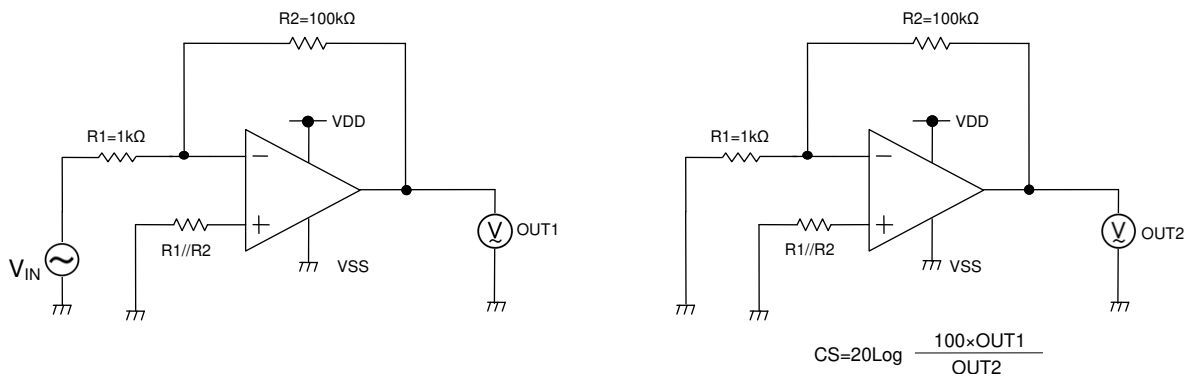 R2=100kΩ
VDD
R1=1kΩ
R1//R2
VSS
OUT1
VIN
V
R2=100kΩ
VDD
R1=1kΩ
R1//R2
VSS
OUT2
V
CS=20Log 100×OUT1
OUT2